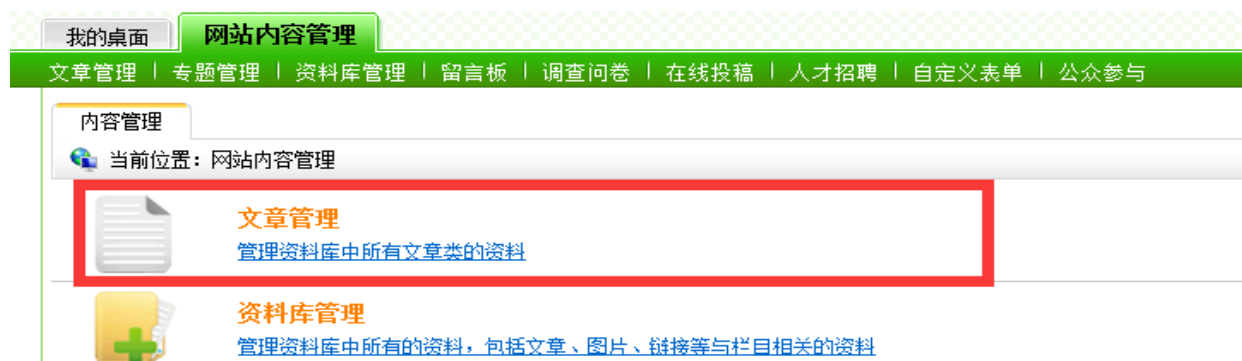 我的桌面 网站内容管理
文章管理 | 专题管理 | 资料库管理 | 留言板 | 调查问卷 | 在线投稿 | 人才招聘 | 自定义表单 | 公众参与
内容管理
当前位置：网站内容管理
文章管理
管理资料库中所有文章类的资料
资料库管理
管理资料库中所有的资料，包括文章、图片、链接等与栏目相关的资料